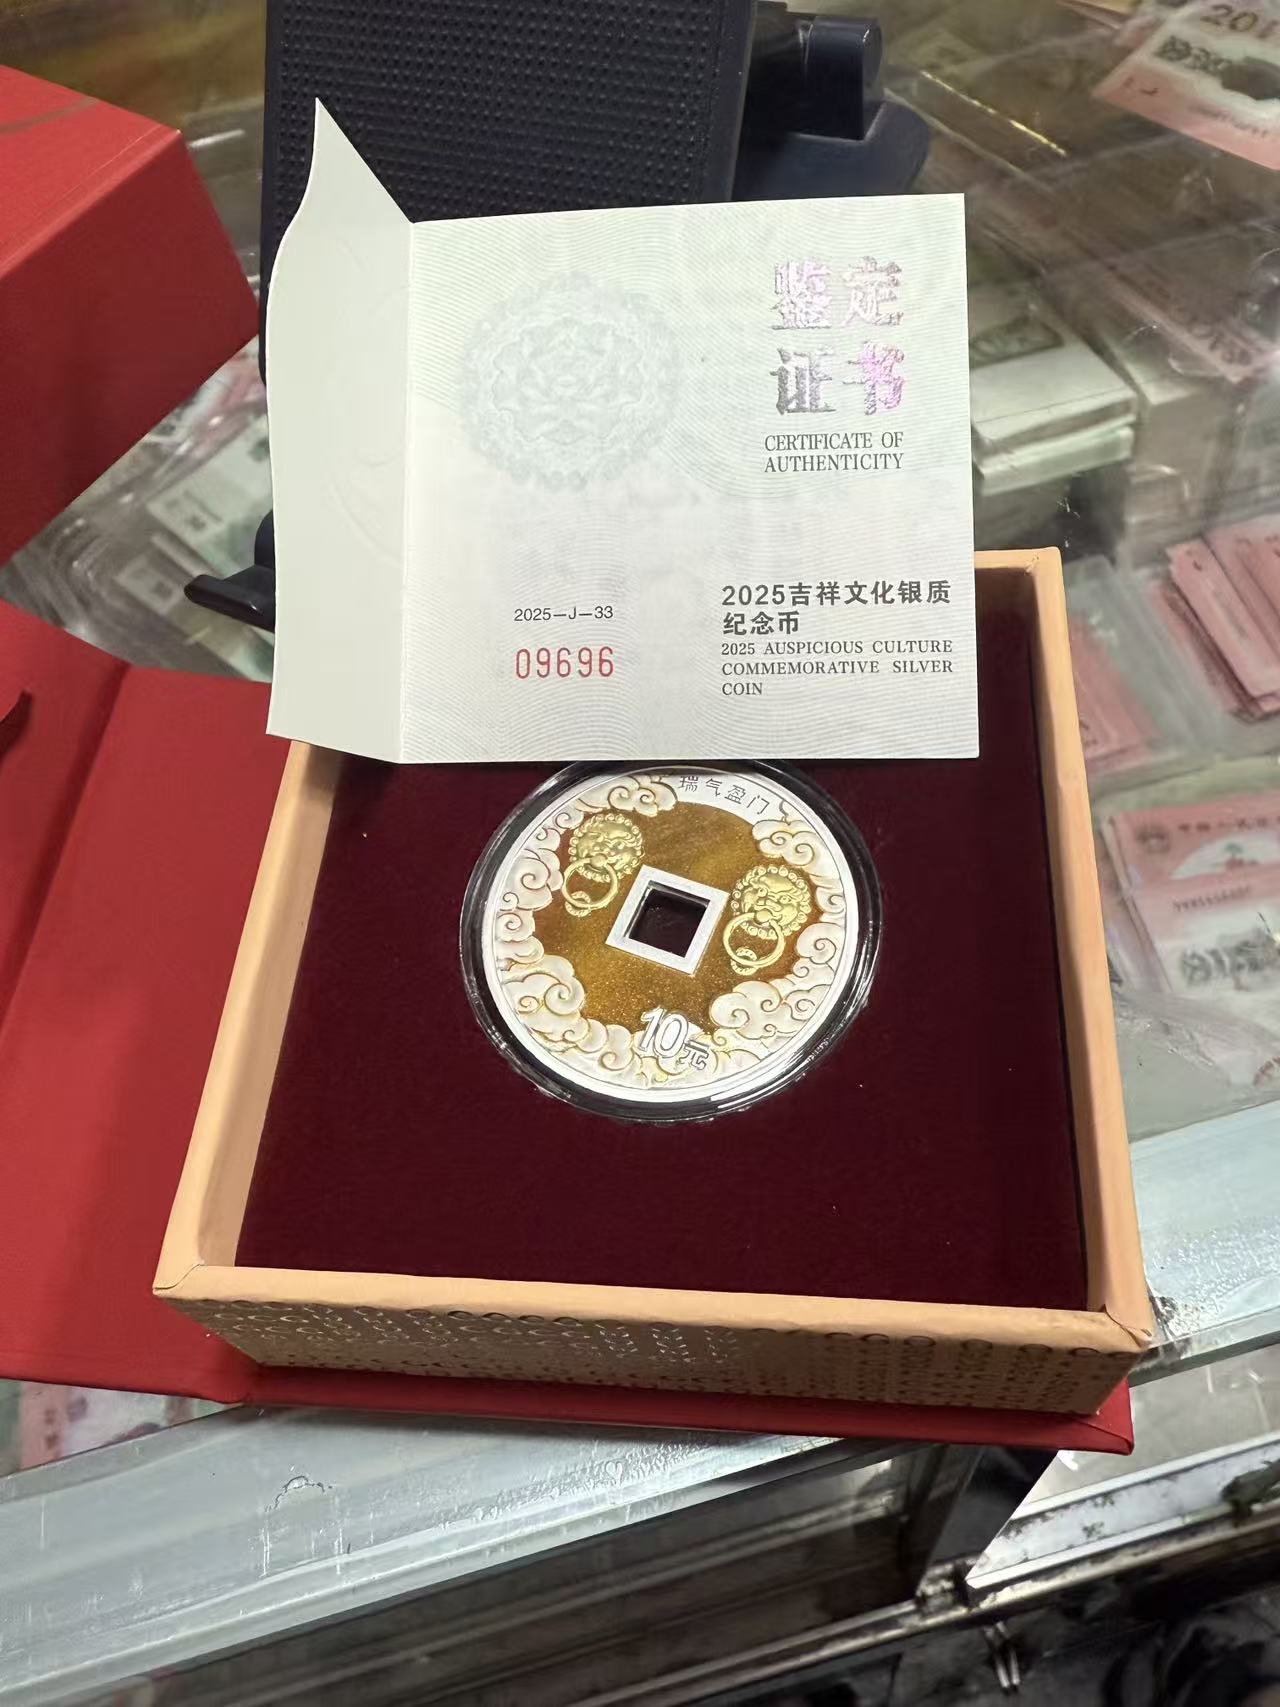 鉴定
证书
CERTIFICATE OF
AUTHENTICITY
2025—J—33
09696
2025吉祥文化银质
纪念币
2025 AUSPICIOUS CULTURE
COMMEMORATIVE SILVER
COIN
瑞气盈门
10元